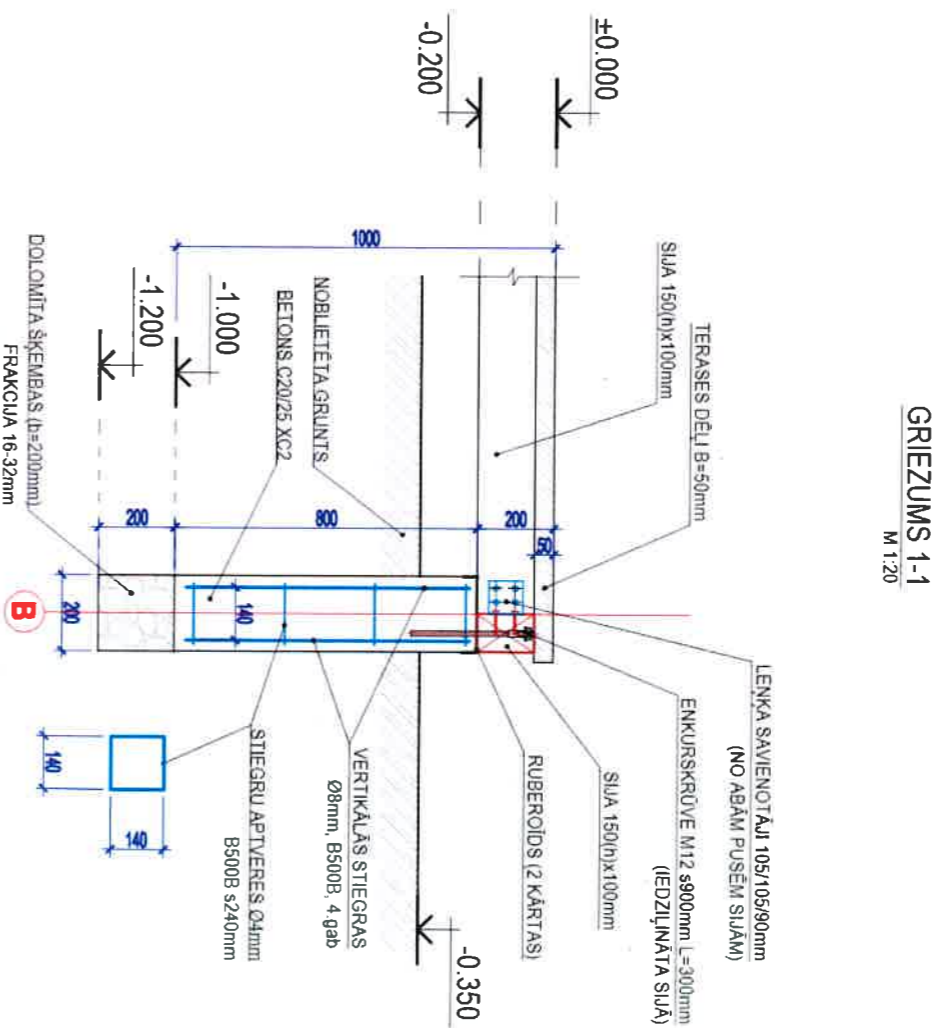 GRIEZUMS 1-1
M 1:20
LEŅĶA SAVIENOTĀJI 105/105/90mm
(NO ABĀM PUSĒM SIJĀM)
ENKURSKRŪVE M12 s900mm L=300mm
(IEDZIĻINĀTA SIJĀ)
SIJA 150(h)x100mm
RUBEROĪDS (2 KĀRTAS)
TERASES DĒĻI B=50mm
SIJA 150(h)x100mm
±0.000
-0.200
-0.350
50
200
1000
800
200
NOBLIETĒTA GRUNTS
BETONS C20/25 XC2
140
VERTIKĀLĀS STIEGRAS
Ø8mm, B500B, 4.gab
STIEGRU APTVERES Ø4mm
B500B s240mm
-1.000
-1.200
DOLOMĪTA ŠĶEMBAS (b=200mm)
FRAKCIJA 16-32mm
200
B
140
140